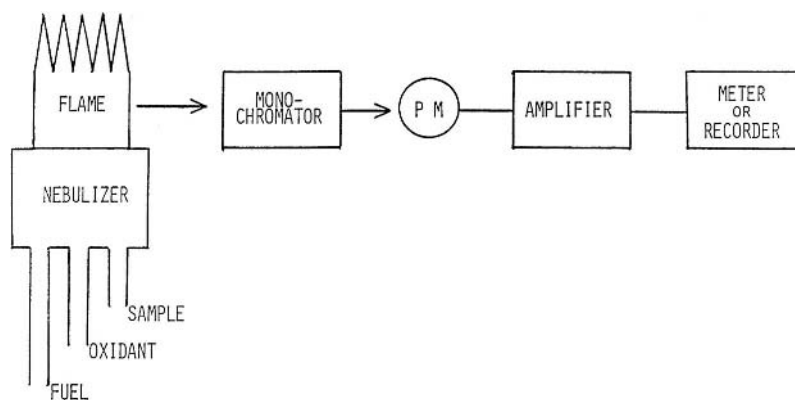 FLAME
MONO-
CHROMATOR
P M
AMPLIFIER
METER
OR
RECORDER
NEBULIZER
SAMPLE
OXIDANT
FUEL